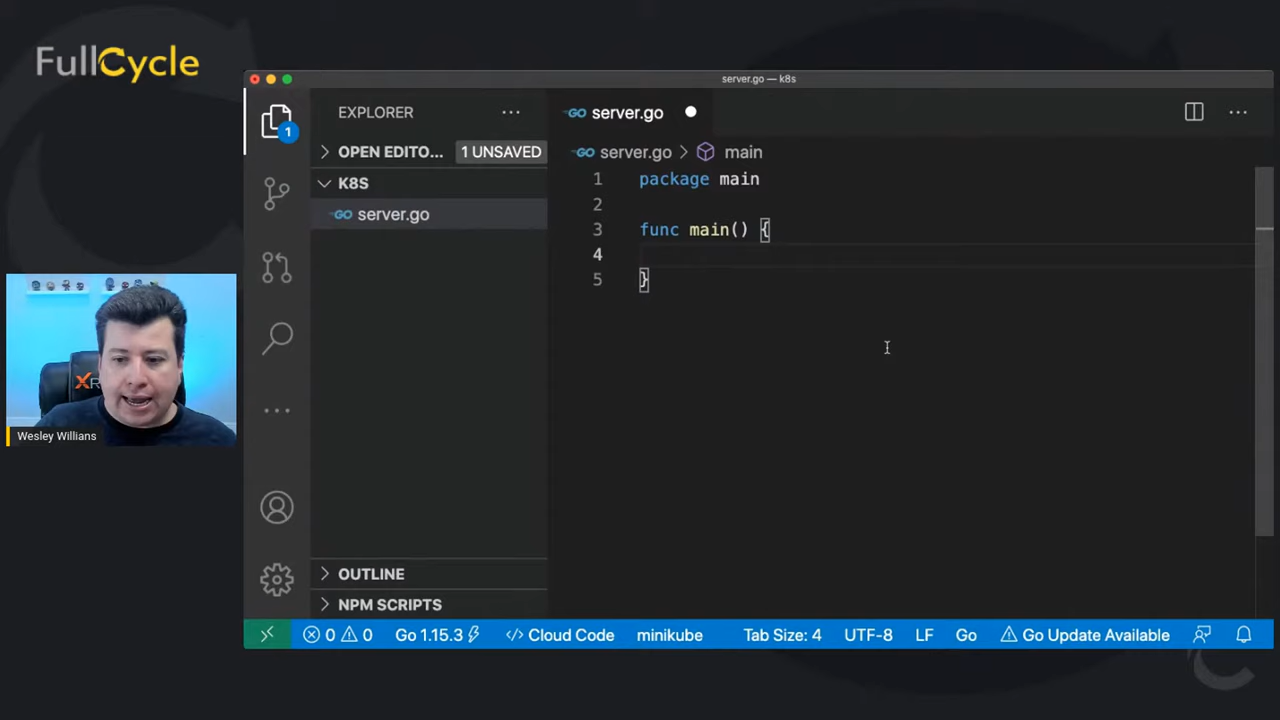 FullCycle
server.go — k8s
EXPLORER
server.go
1
OPEN EDITO... 1 UNSAVED
server.go > main
K8S
1 package main
server.go
2
3 func main() {
4
5 }
Wesley Willians
OUTLINE
NPM SCRIPTS
0 0 Go 1.15.3 Cloud Code minikube Tab Size: 4 UTF-8 LF Go Go Update Available